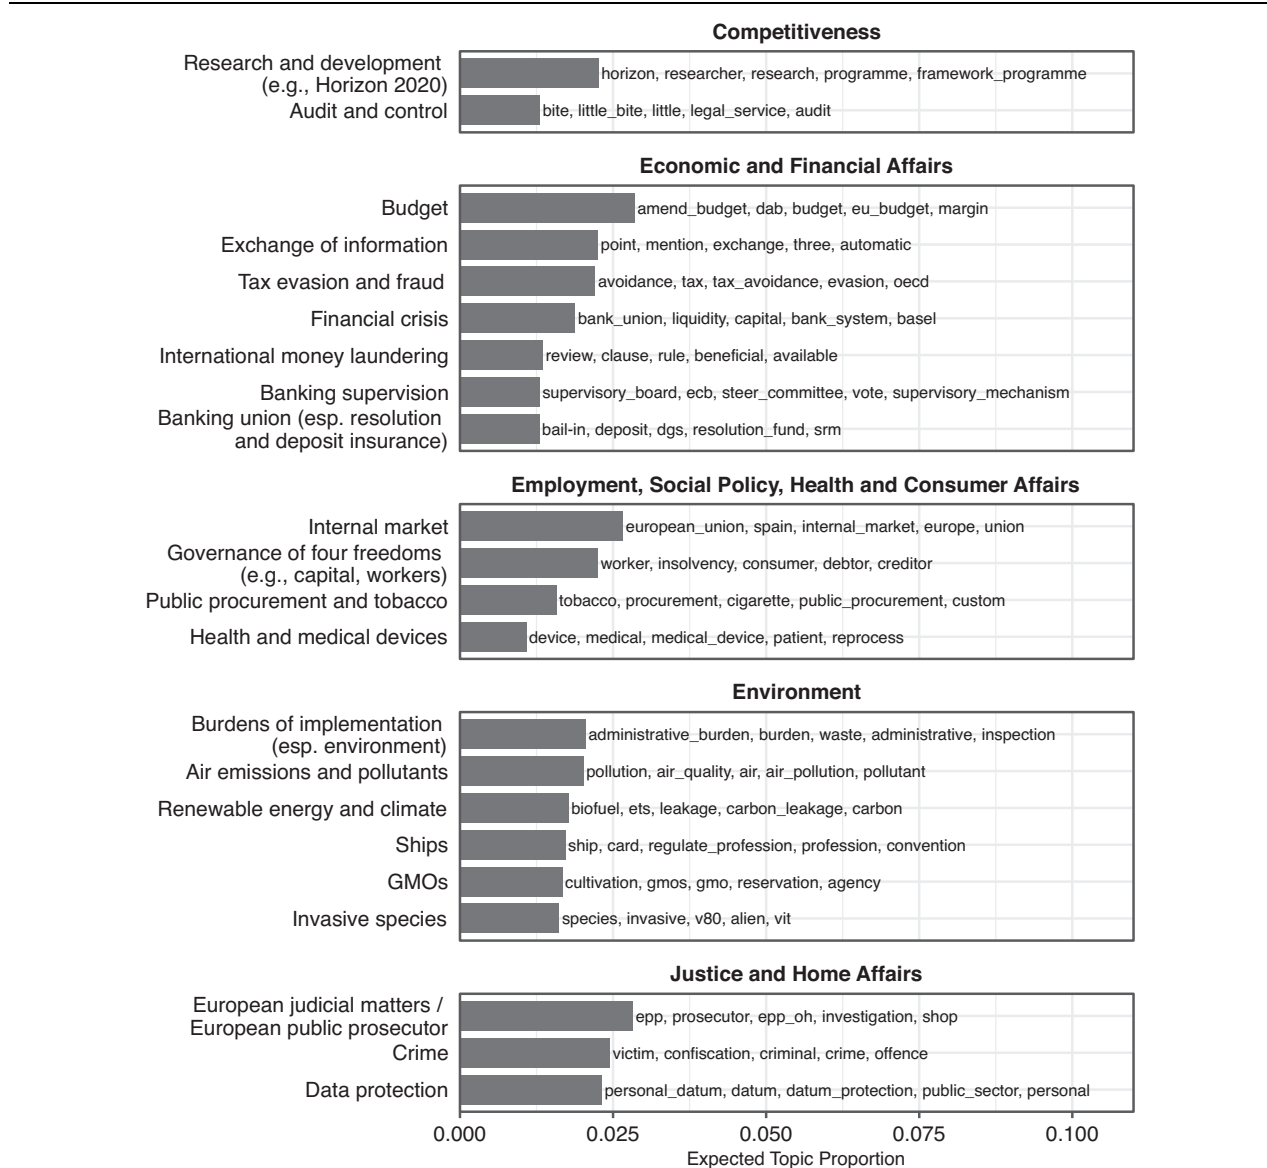 Competitiveness
Research and development
(e.g., Horizon 2020)
horizon, researcher, research, programme, framework_programme
Audit and control
bite, little_bite, little, legal_service, audit
Economic and Financial Affairs
Budget
amend_budget, dab, budget, eu_budget, margin
Exchange of information
point, mention, exchange, three, automatic
Tax evasion and fraud
avoidance, tax, tax_avoidance, evasion, oecd
Financial crisis
bank_union, liquidity, capital, bank_system, basel
International money laundering
review, clause, rule, beneficial, available
Banking supervision
supervisory_board, ecb, steer_committee, vote, supervisory_mechanism
Banking union (esp. resolution
and deposit insurance)
bail-in, deposit, dgs, resolution_fund, srm
Employment, Social Policy, Health and Consumer Affairs
Internal market
european_union, spain, internal_market, europe, union
Governance of four freedoms
(e.g., capital, workers)
worker, insolvency, consumer, debtor, creditor
Public procurement and tobacco
tobacco, procurement, cigarette, public_procurement, custom
Health and medical devices
device, medical, medical_device, patient, reprocess
Environment
Burdens of implementation
(esp. environment)
administrative_burden, burden, waste, administrative, inspection
Air emissions and pollutants
pollution, air_quality, air, air_pollution, pollutant
Renewable energy and climate
biofuel, ets, leakage, carbon_leakage, carbon
Ships
ship, card, regulate_profession, profession, convention
GMOs
cultivation, gmos, gmo, reservation, agency
Invasive species
species, invasive, v80, alien, vit
Justice and Home Affairs
European judicial matters /
European public prosecutor
epp, prosecutor, epp_oh, investigation, shop
Crime
victim, confiscation, criminal, crime, offence
Data protection
personal_datum, datum, datum_protection, public_sector, personal
0.000 0.025 0.050 0.075 0.100
Expected Topic Proportion